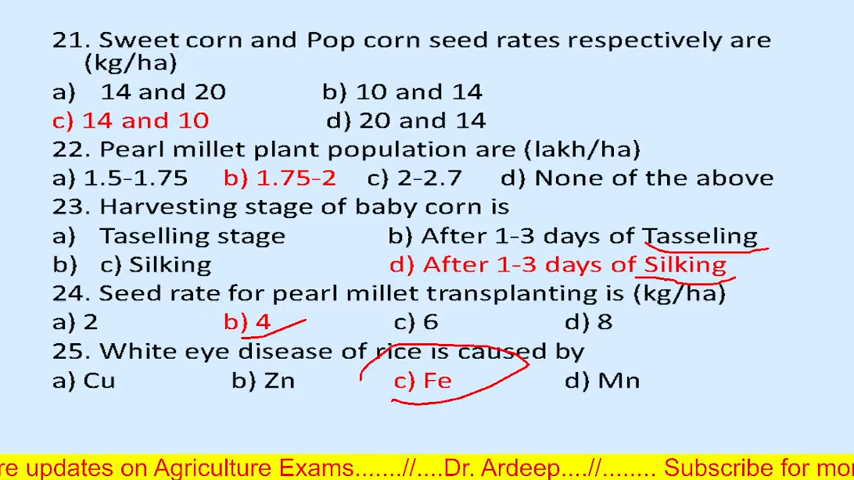 21. Sweet corn and Pop corn seed rates respectively are
(kg/ha)
a) 14 and 20 b) 10 and 14
c) 14 and 10 d) 20 and 14
22. Pearl millet plant population are (lakh/ha)
a) 1.5-1.75 b) 1.75-2 c) 2-2.7 d) None of the above
23. Harvesting stage of baby corn is
a) Taselling stage b) After 1-3 days of Tasseling
b) c) Silking d) After 1-3 days of Silking
24. Seed rate for pearl millet transplanting is (kg/ha)
a) 2 b) 4 c) 6 d) 8
25. White eye disease of rice is caused by
a) Cu b) Zn c) Fe d) Mn
re updates on Agriculture Exams.......//....Dr. Ardeep....//........ Subscribe for mor